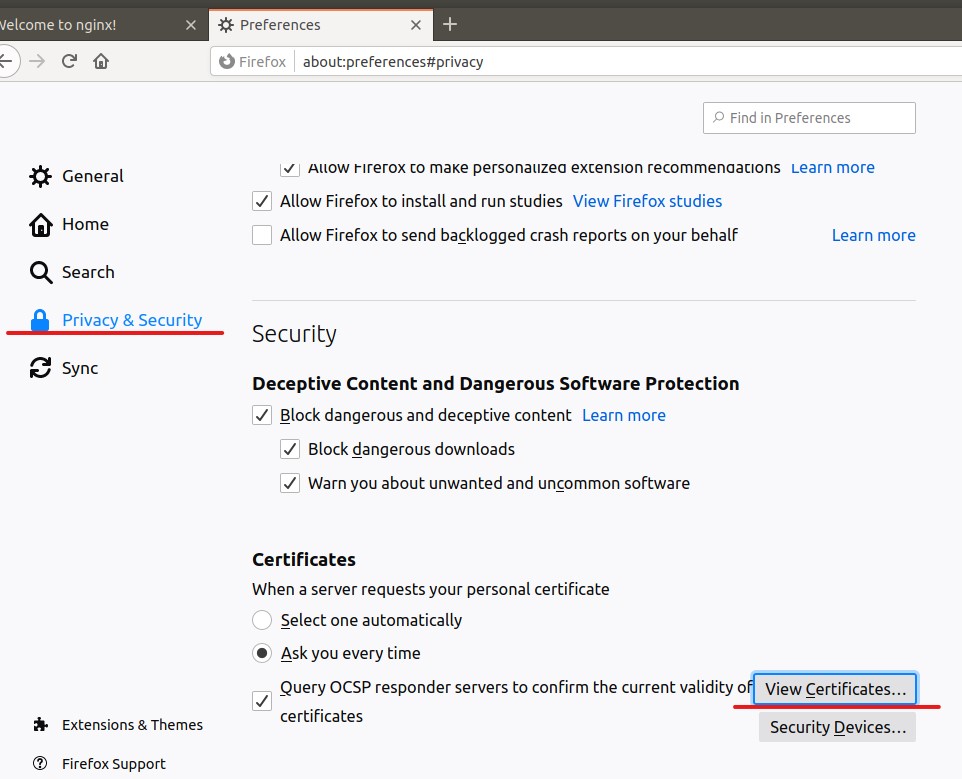 Welcome to nginx!
Preferences
Firefox
about:preferences#privacy
Find in Preferences
General
Home
Search
Privacy & Security
Sync
Extensions & Themes
Firefox Support
Allow Firefox to make personalized extension recommendations Learn more
Allow Firefox to install and run studies View Firefox studies
Allow Firefox to send backlogged crash reports on your behalf Learn more
Security
Deceptive Content and Dangerous Software Protection
Block dangerous and deceptive content Learn more
Block dangerous downloads
Warn you about unwanted and uncommon software
Certificates
When a server requests your personal certificate
Select one automatically
Ask you every time
Query OCSP responder servers to confirm the current validity of
certificates
View Certificates...
Security Devices...